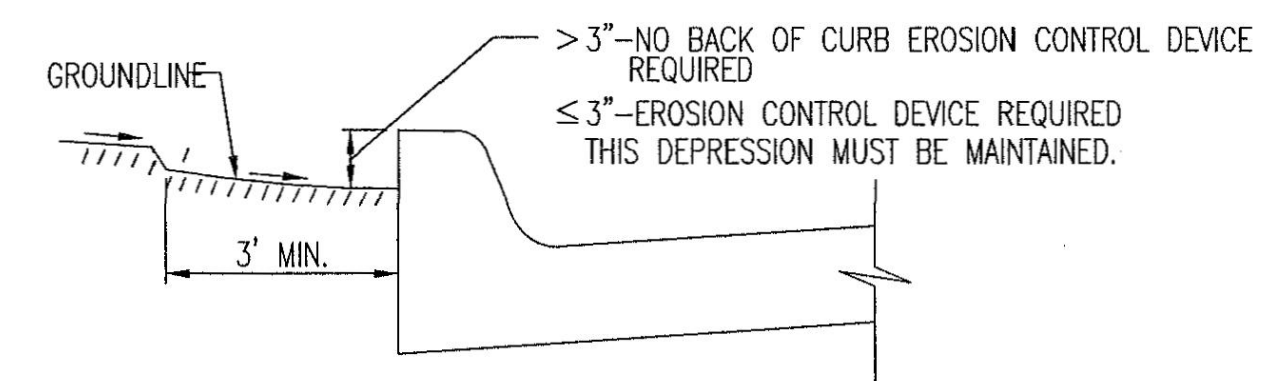 > 3"-NO BACK OF CURB EROSION CONTROL DEVICE
REQUIRED
GROUNDLINE
≤ 3"-EROSION CONTROL DEVICE REQUIRED
THIS DEPRESSION MUST BE MAINTAINED.
3' MIN.